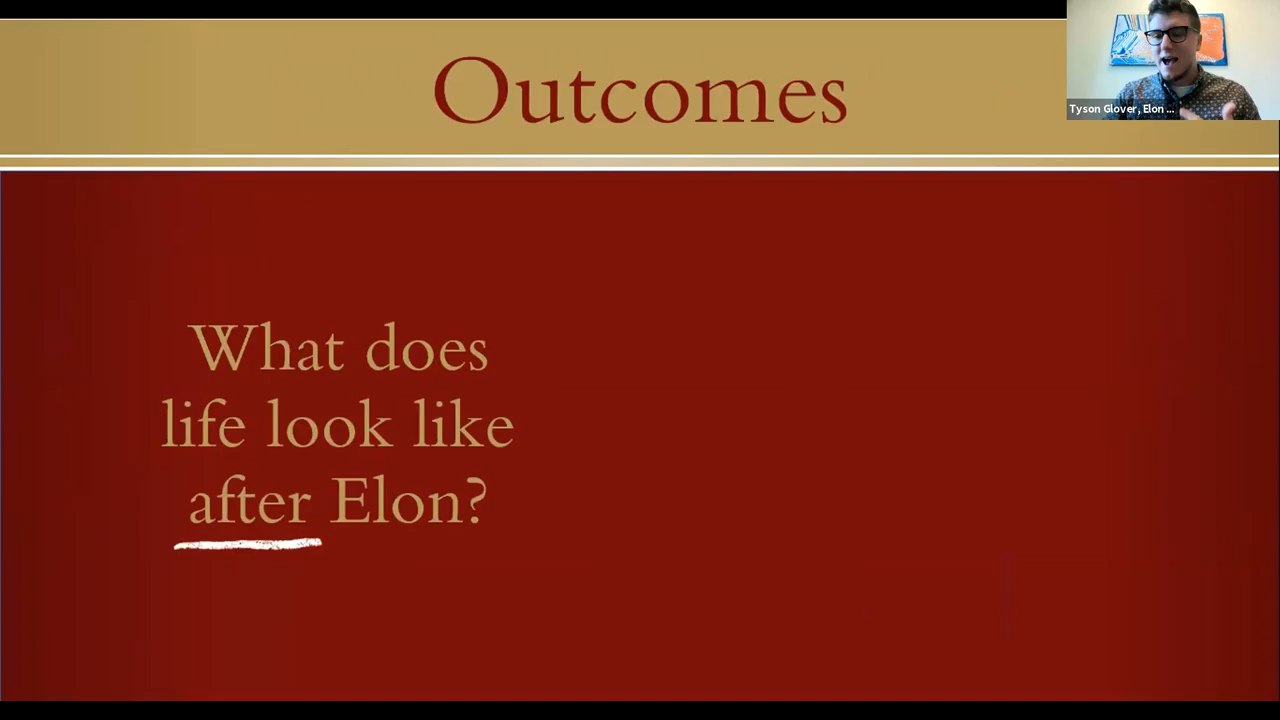 Outcomes
Tyson Glover, Elon ...
What does
life look like
after Elon?